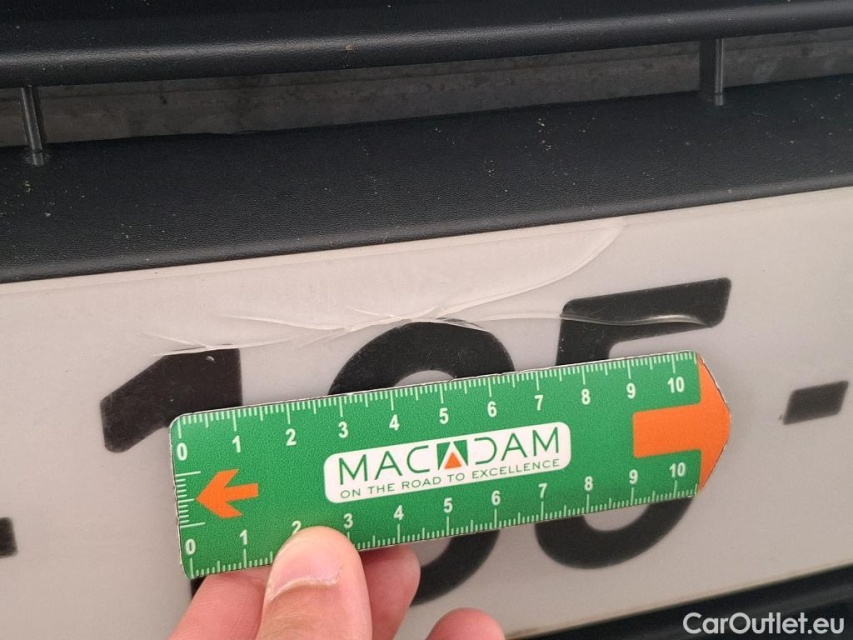 0 1 2 3 4 5 6 7 8 9 10
MACADAM
ON THE ROAD TO EXCELLENCE
0 1 2 3 4 5 6 7 8 9 10
CarOutlet.eu